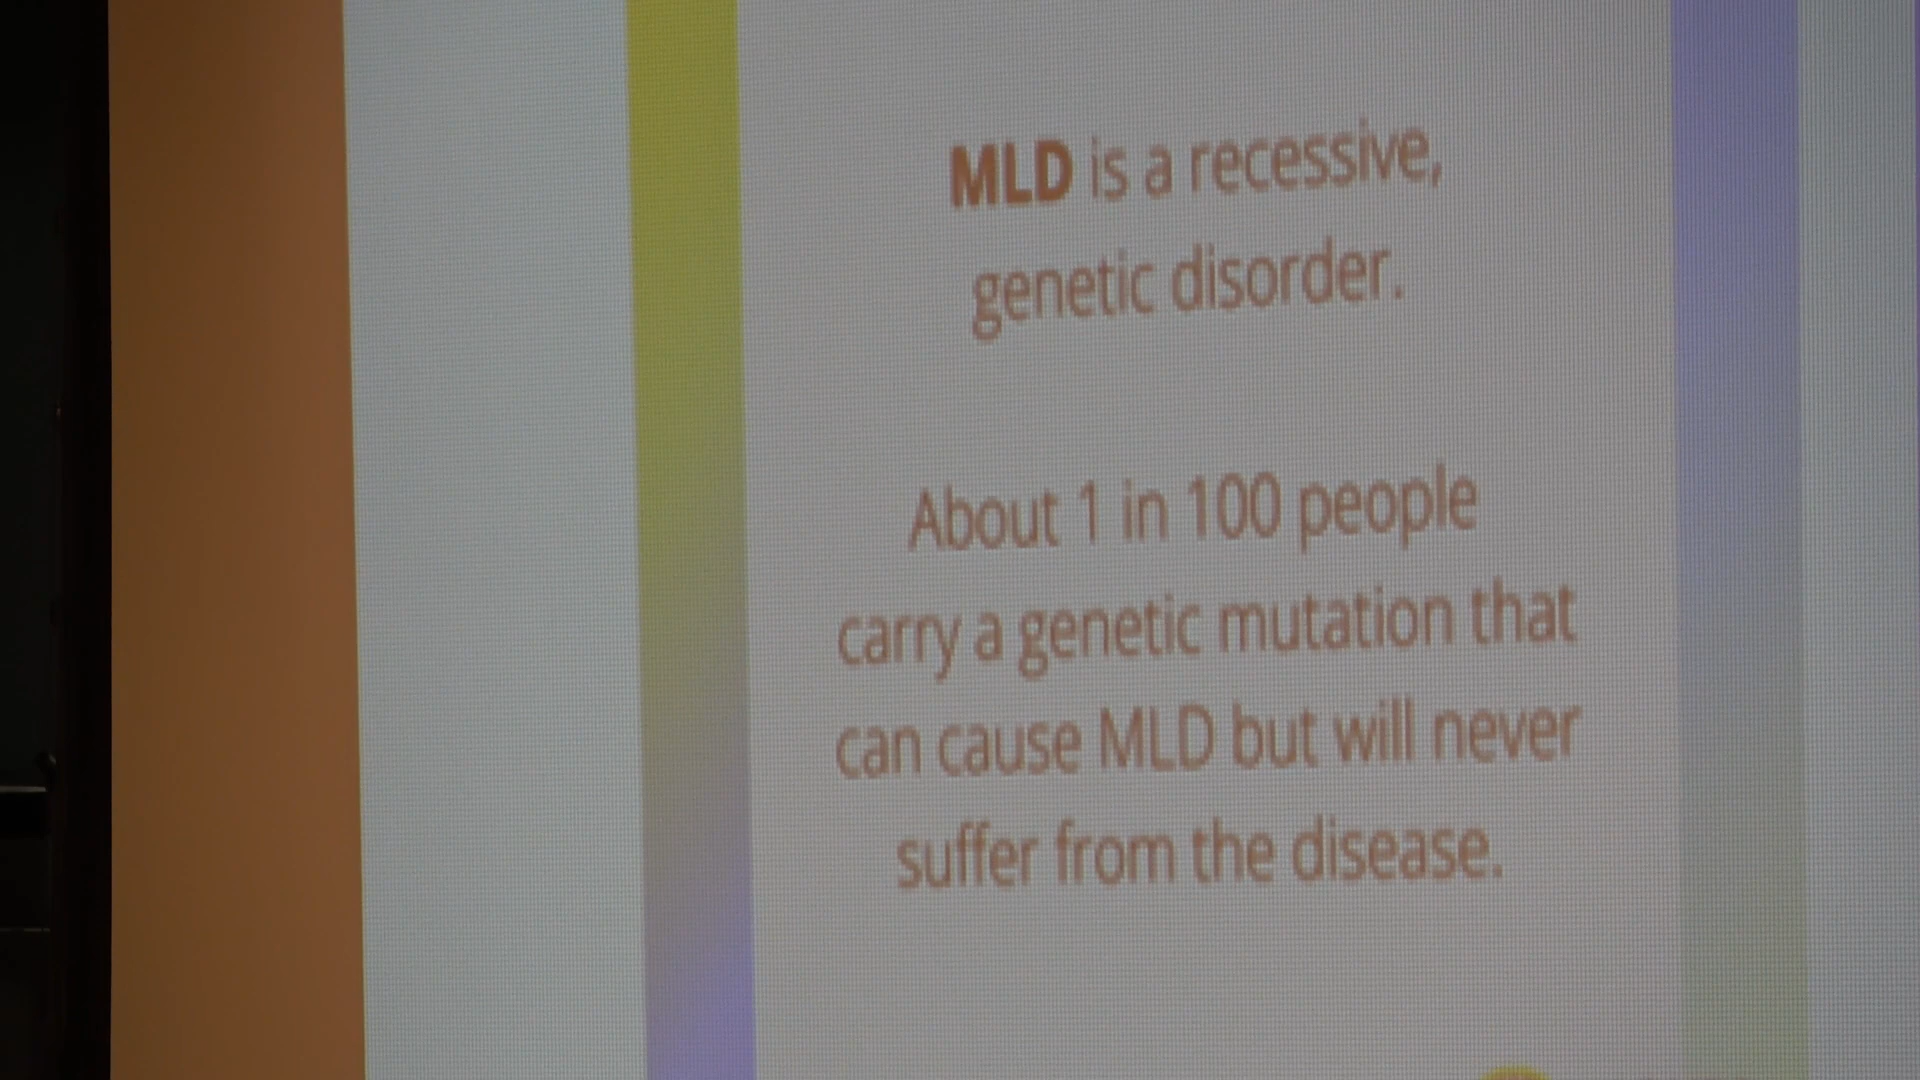 MLD is a recessive,
genetic disorder.
About 1 in 100 people
carry a genetic mutation that
can cause MLD but will never
suffer from the disease.